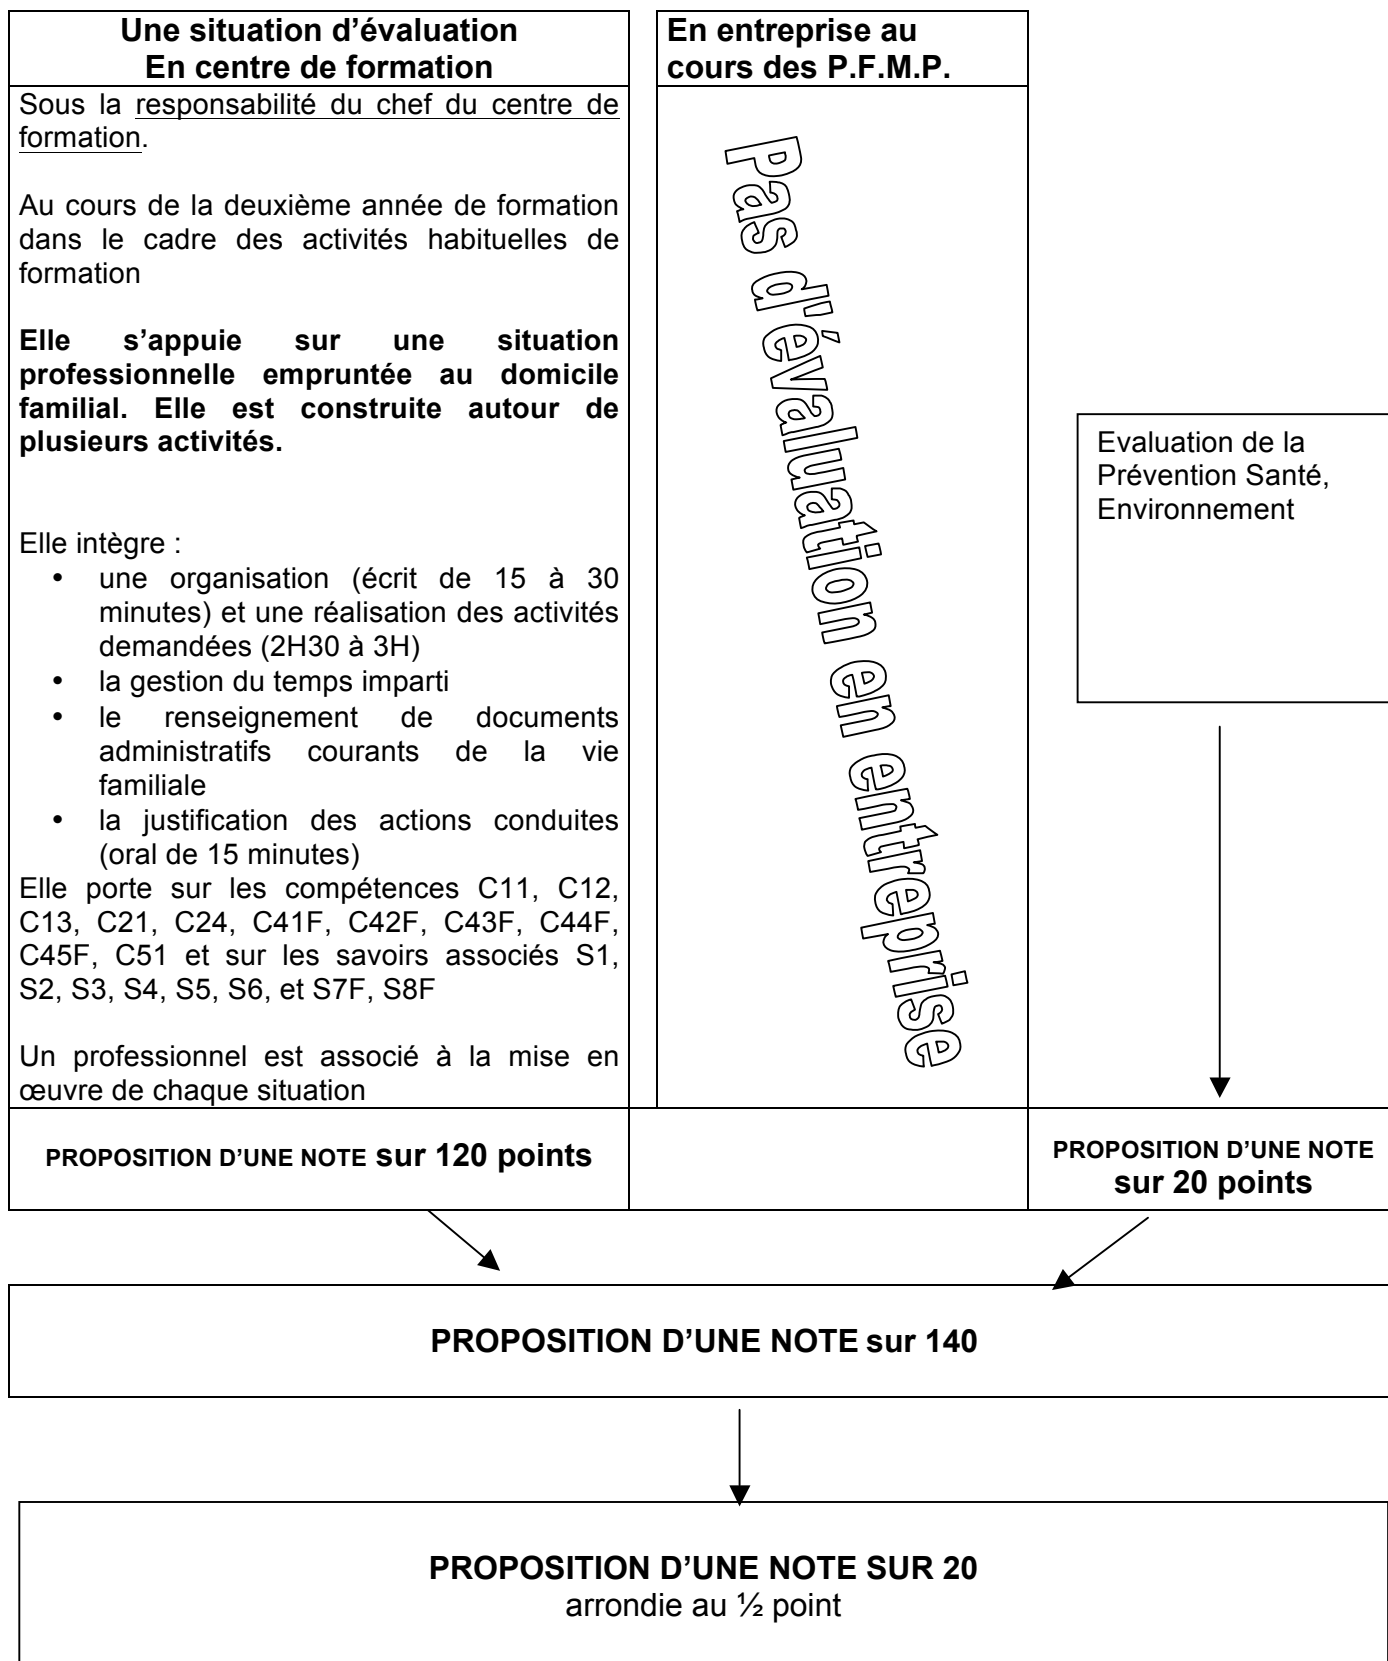 Une situation d’évaluation
En centre de formation
Sous la responsabilité du chef du centre de
formation.
Au cours de la deuxième année de formation
dans le cadre des activités habituelles de
formation
Elle s’appuie sur une situation
professionnelle empruntée au domicile
familial. Elle est construite autour de
plusieurs activités.
Elle intègre :
• une organisation (écrit de 15 à 30
minutes) et une réalisation des activités
demandées (2H30 à 3H)
• la gestion du temps imparti
• le renseignement de documents
administratifs courants de la vie
familiale
• la justification des actions conduites
(oral de 15 minutes)
Elle porte sur les compétences C11, C12,
C13, C21, C24, C41F, C42F, C43F, C44F,
C45F, C51 et sur les savoirs associés S1,
S2, S3, S4, S5, S6, et S7F, S8F
Un professionnel est associé à la mise en
œuvre de chaque situation
PROPOSITION D’UNE NOTE sur 120 points
En entreprise au
cours des P.F.M.P.
Pas d'évaluation en entreprise
Evaluation de la
Prévention Santé,
Environnement
PROPOSITION D’UNE NOTE
sur 20 points
PROPOSITION D’UNE NOTE sur 140
PROPOSITION D’UNE NOTE SUR 20
arrondie au ½ point